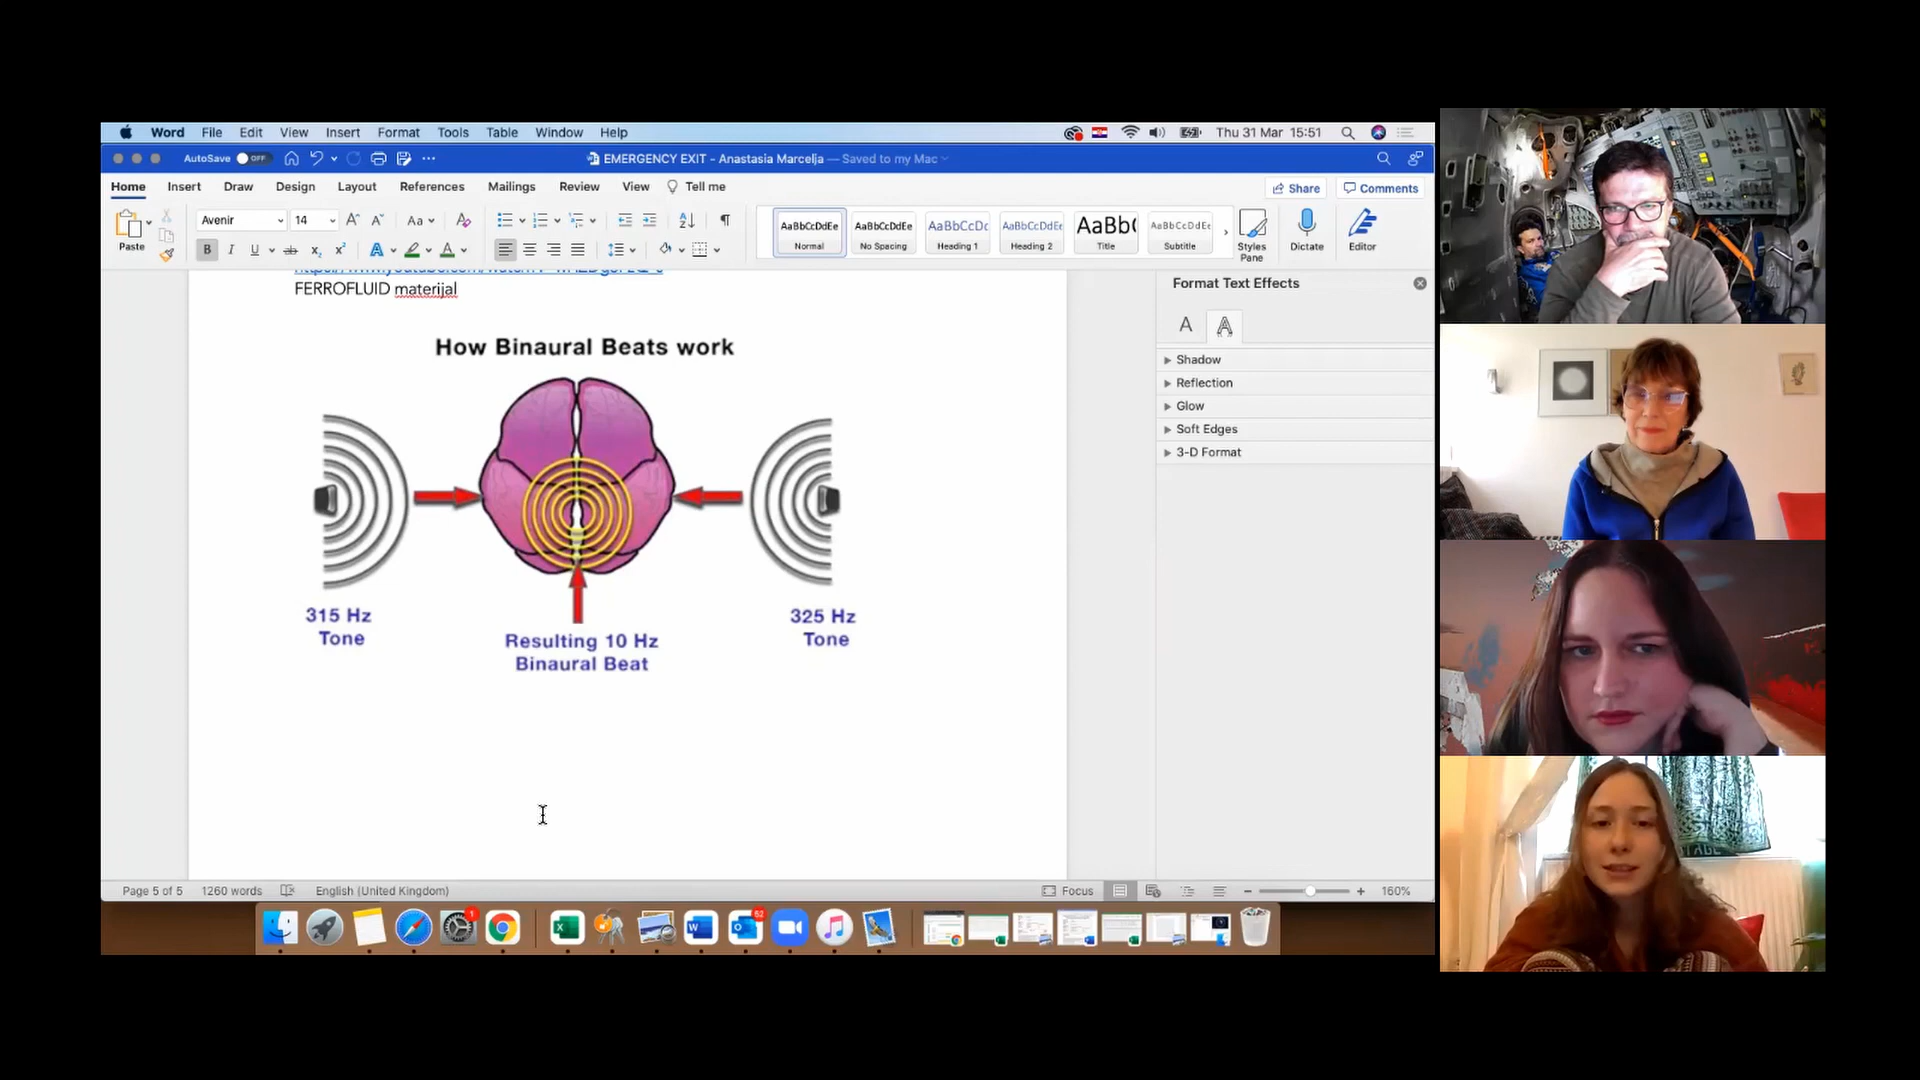 Word File Edit View Insert Format Tools Table Window Help Thu 31 Mar 15:51
AutoSave OFF EMERGENCY EXIT - Anastasia Marcelja — Saved to my Mac
Home Insert Draw Design Layout References Mailings Review View Tell me Share Comments
Paste Avenir 14 Aa
AaBbCcDdEe AaBbCcDdEe AaBbCcDc AaBbCcDdEe AaBb( AaBbCcDdEe
Normal No Spacing Heading 1 Heading 2 Title Subtitle Styles Pane Dictate Editor
FERROFLUID materijal
Format Text Effects
Shadow
Reflection
Glow
Soft Edges
3-D Format
How Binaural Beats work
315 Hz
Tone
325 Hz
Tone
Resulting 10 Hz
Binaural Beat
Page 5 of 5 1260 words English (United Kingdom) Focus 160%